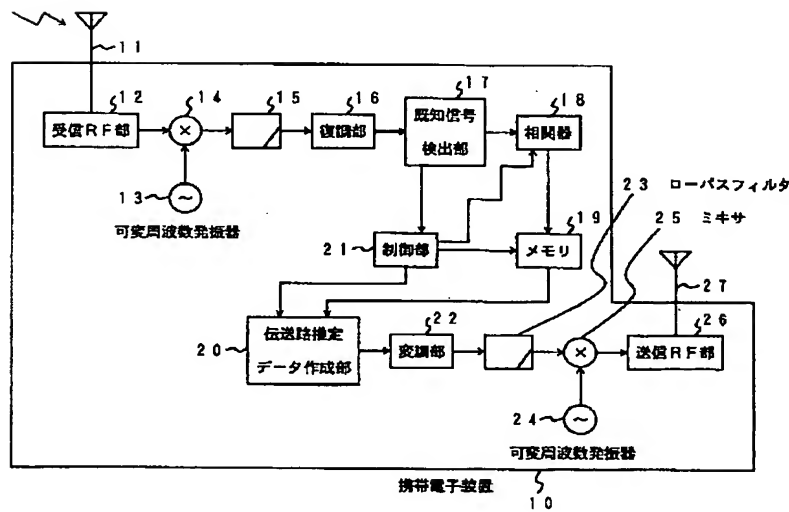 11
12
14
15
16
17
18
受信RF部
×
復調部
既知信号
検出部
相関器
13
~
可変周波数発振器
23 ローパスフィルタ
25 ミキサ
21
制御部
19
メモリ
27
20
伝送路推定
データ作成部
22
変調部
×
26
送信RF部
24
~
可変周波数発振器
携帯電子装置
10